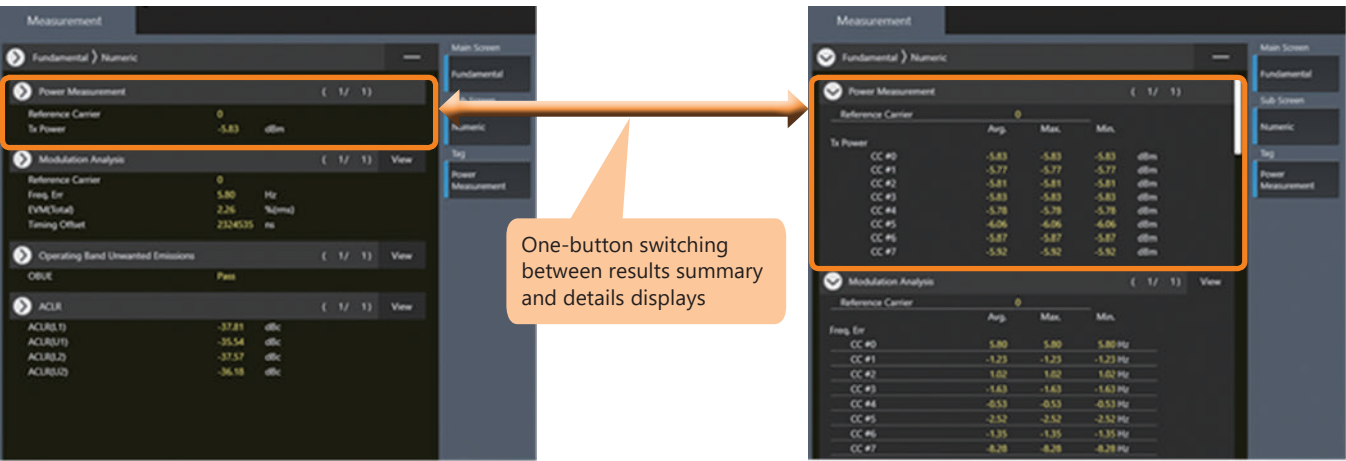 Measurement
Fundamental 〉 Numeric
Power Measurement ( 1/ 1)
Reference Carrier 0
Tx Power -5.83 dBm
Modulation Analysis ( 1/ 1) View
Reference Carrier 0
Freq. Err 5.80 Hz
EVM(Total) 2.26 %(rms)
Timing Offset 2324535 ns
Operating Band Unwanted Emissions ( 1/ 1) View
OBUE Pass
ACLR ( 1/ 1) View
ACLR(L1) -37.81 dBc
ACLR(U1) -35.54 dBc
ACLR(L2) -37.57 dBc
ACLR(U2) -36.18 dBc
Main Screen
Fundamental
Sub Screen
Numeric
Tag
Power
Measurement
One-button switching
between results summary
and details displays
Measurement
Fundamental 〉 Numeric
Power Measurement ( 1/ 1)
Reference Carrier 0
Avg. Max. Min.
Tx Power
CC #0 -5.83 -5.83 -5.83 dBm
CC #1 -5.77 -5.77 -5.77 dBm
CC #2 -5.81 -5.81 -5.81 dBm
CC #3 -5.83 -5.83 -5.83 dBm
CC #4 -5.78 -5.78 -5.78 dBm
CC #5 -6.06 -6.06 -6.06 dBm
CC #6 -5.87 -5.87 -5.87 dBm
CC #7 -5.92 -5.92 -5.92 dBm
Modulation Analysis ( 1/ 1) View
Reference Carrier 0
Avg. Max. Min.
Freq. Err
CC #0 5.80 5.80 5.80 Hz
CC #1 -1.23 -1.23 -1.23 Hz
CC #2 1.02 1.02 1.02 Hz
CC #3 -1.63 -1.63 -1.63 Hz
CC #4 -0.53 -0.53 -0.53 Hz
CC #5 -2.52 -2.52 -2.52 Hz
CC #6 -1.35 -1.35 -1.35 Hz
CC #7 -8.28 -8.28 -8.28 Hz
Main Screen
Fundamental
Sub Screen
Numeric
Tag
Power
Measurement